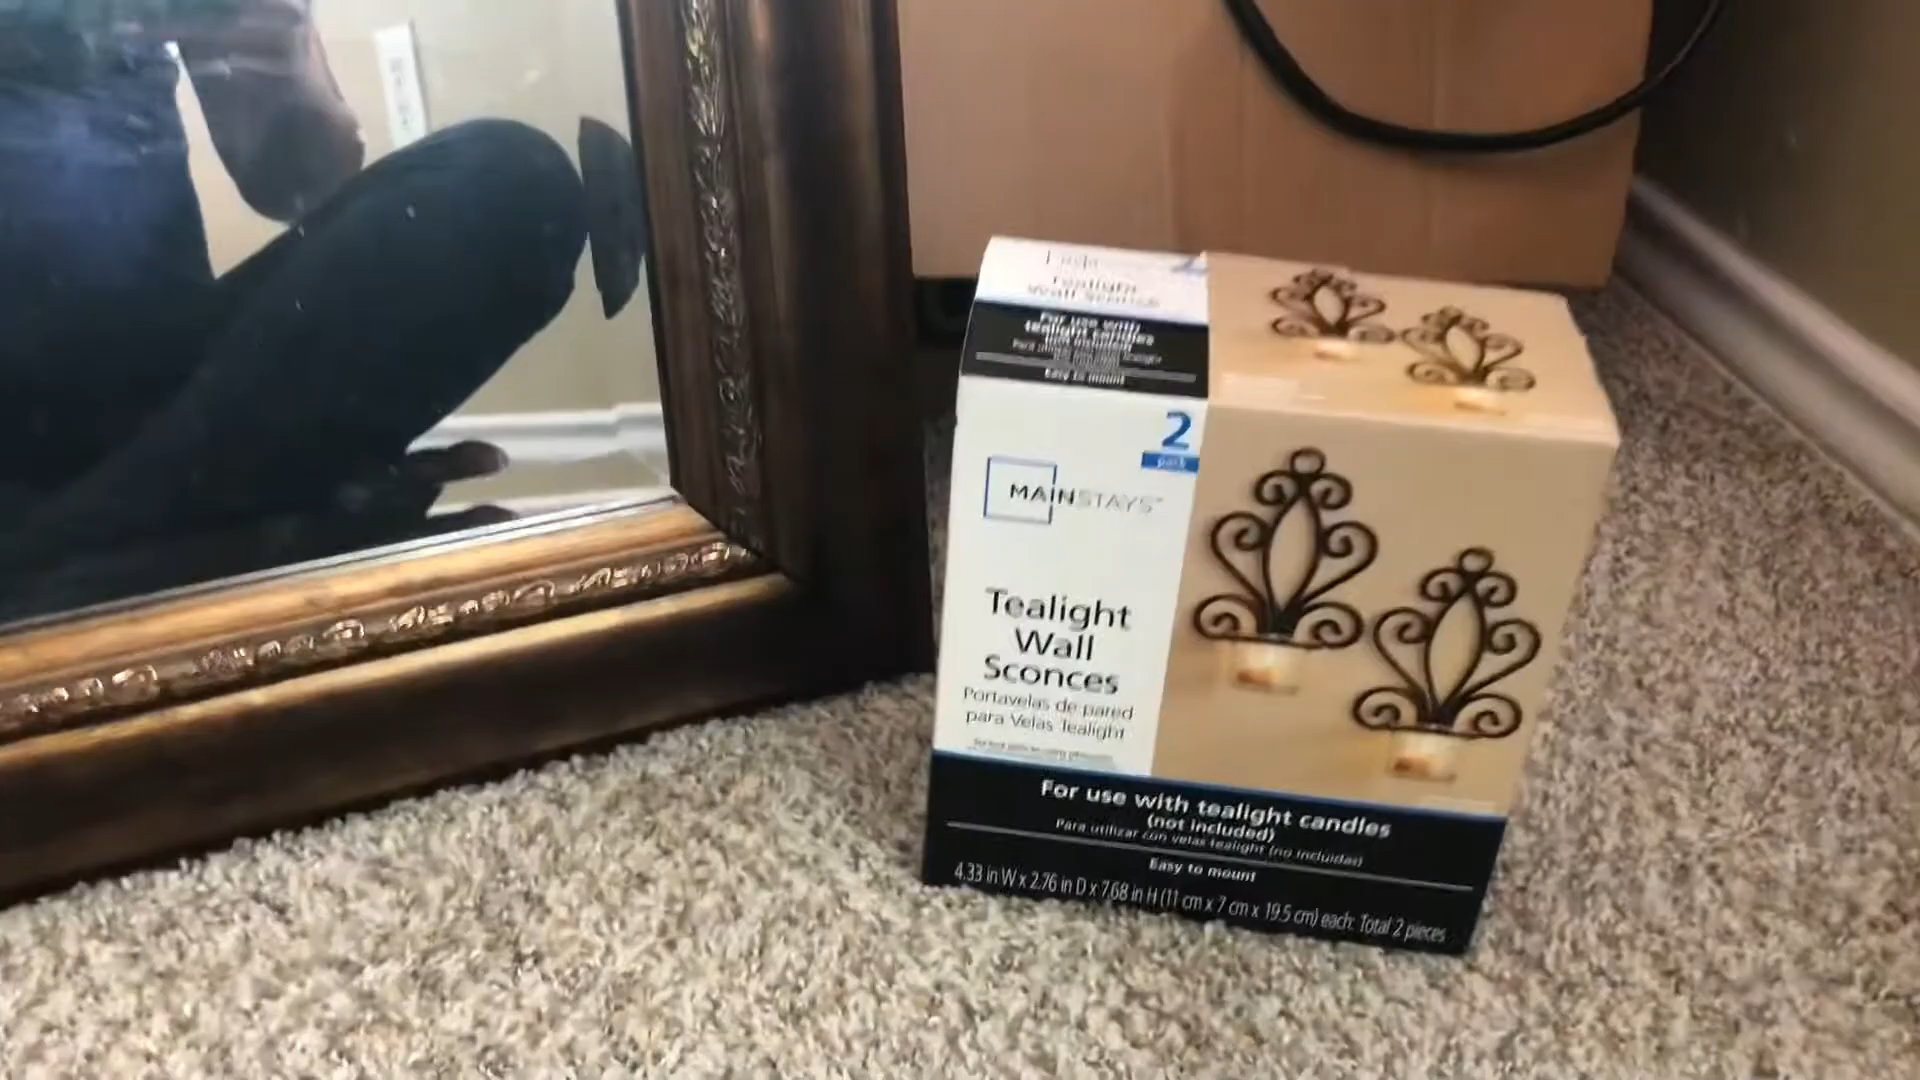 Tealight
Wall Sconce
For use with
tealight candles
(not included)
Easy to mount
2
pack
MAINSTAYS
Tealight
Wall
Sconces
Portavelas de pared
para Velas Tealight
For use with tealight candles
(not included)
Para utilizar con velas tealight (no incluidas)
Easy to mount
4.33 in W x 2.76 in D x 7.68 in H (11 cm x 7 cm x 19.5 cm) each: Total 2 pieces